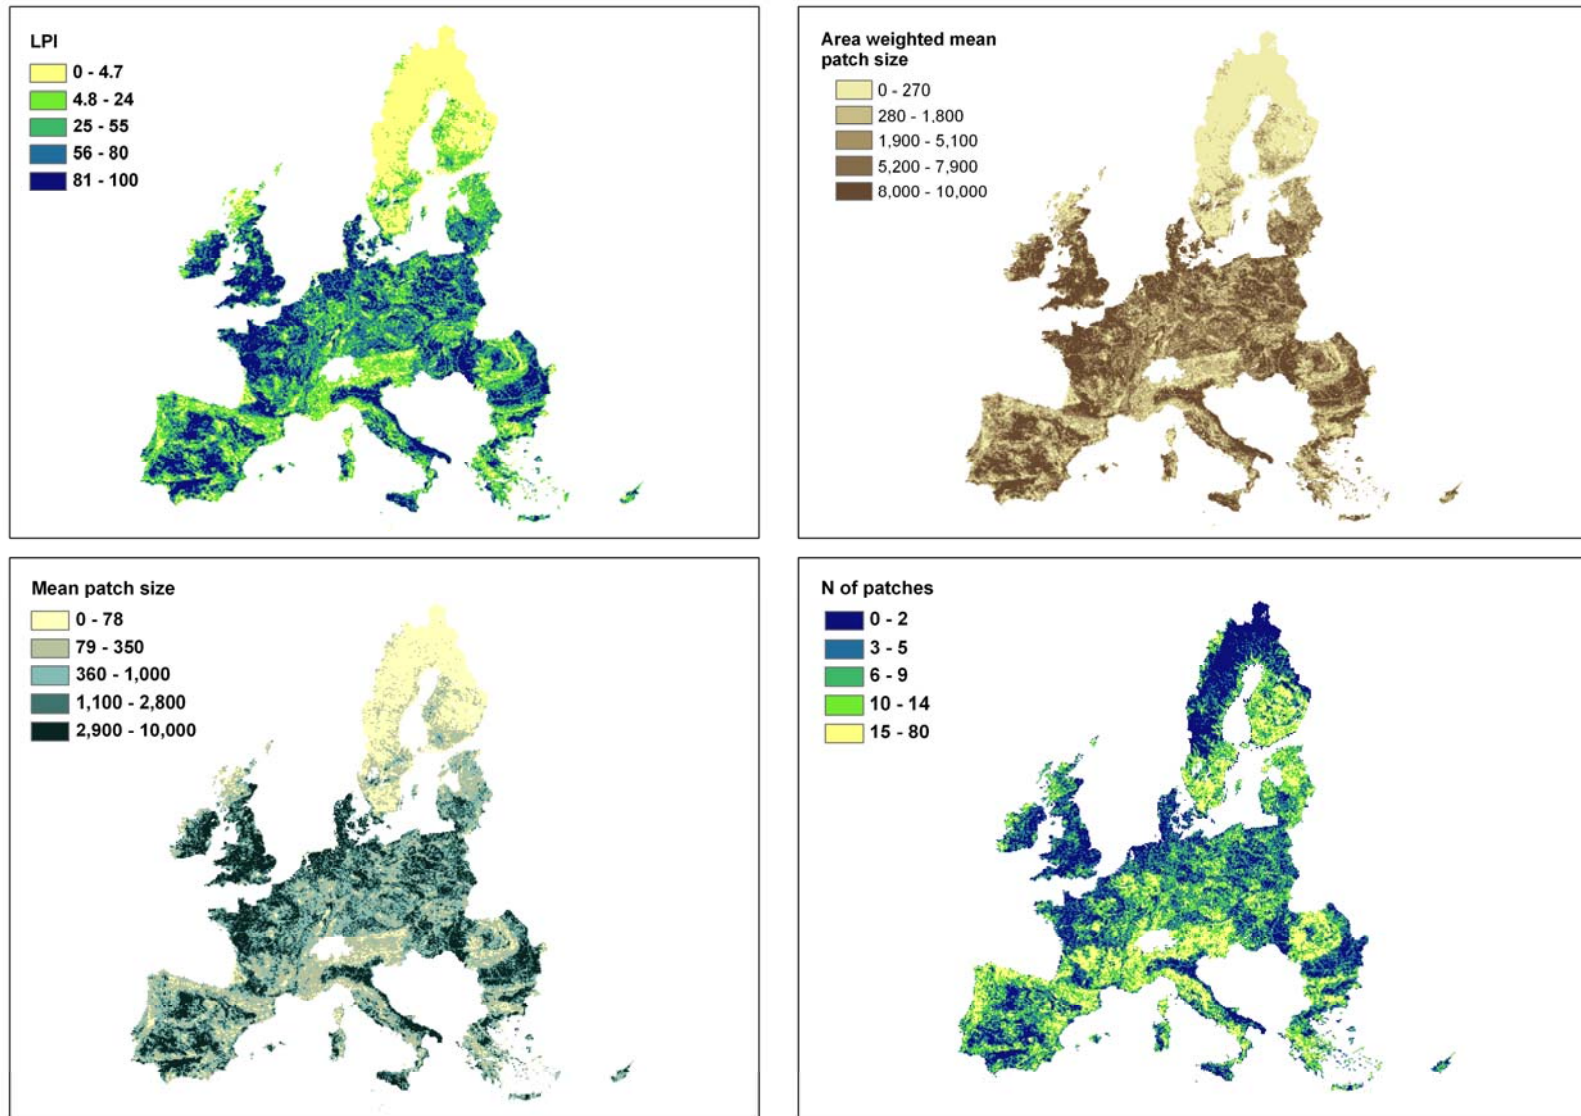 LPI
0 - 4.7
4.8 - 24
25 - 55
56 - 80
81 - 100
Area weighted mean
patch size
0 - 270
280 - 1,800
1,900 - 5,100
5,200 - 7,900
8,000 - 10,000
Mean patch size
0 - 78
79 - 350
360 - 1,000
1,100 - 2,800
2,900 - 10,000
N of patches
0 - 2
3 - 5
6 - 9
10 - 14
15 - 80